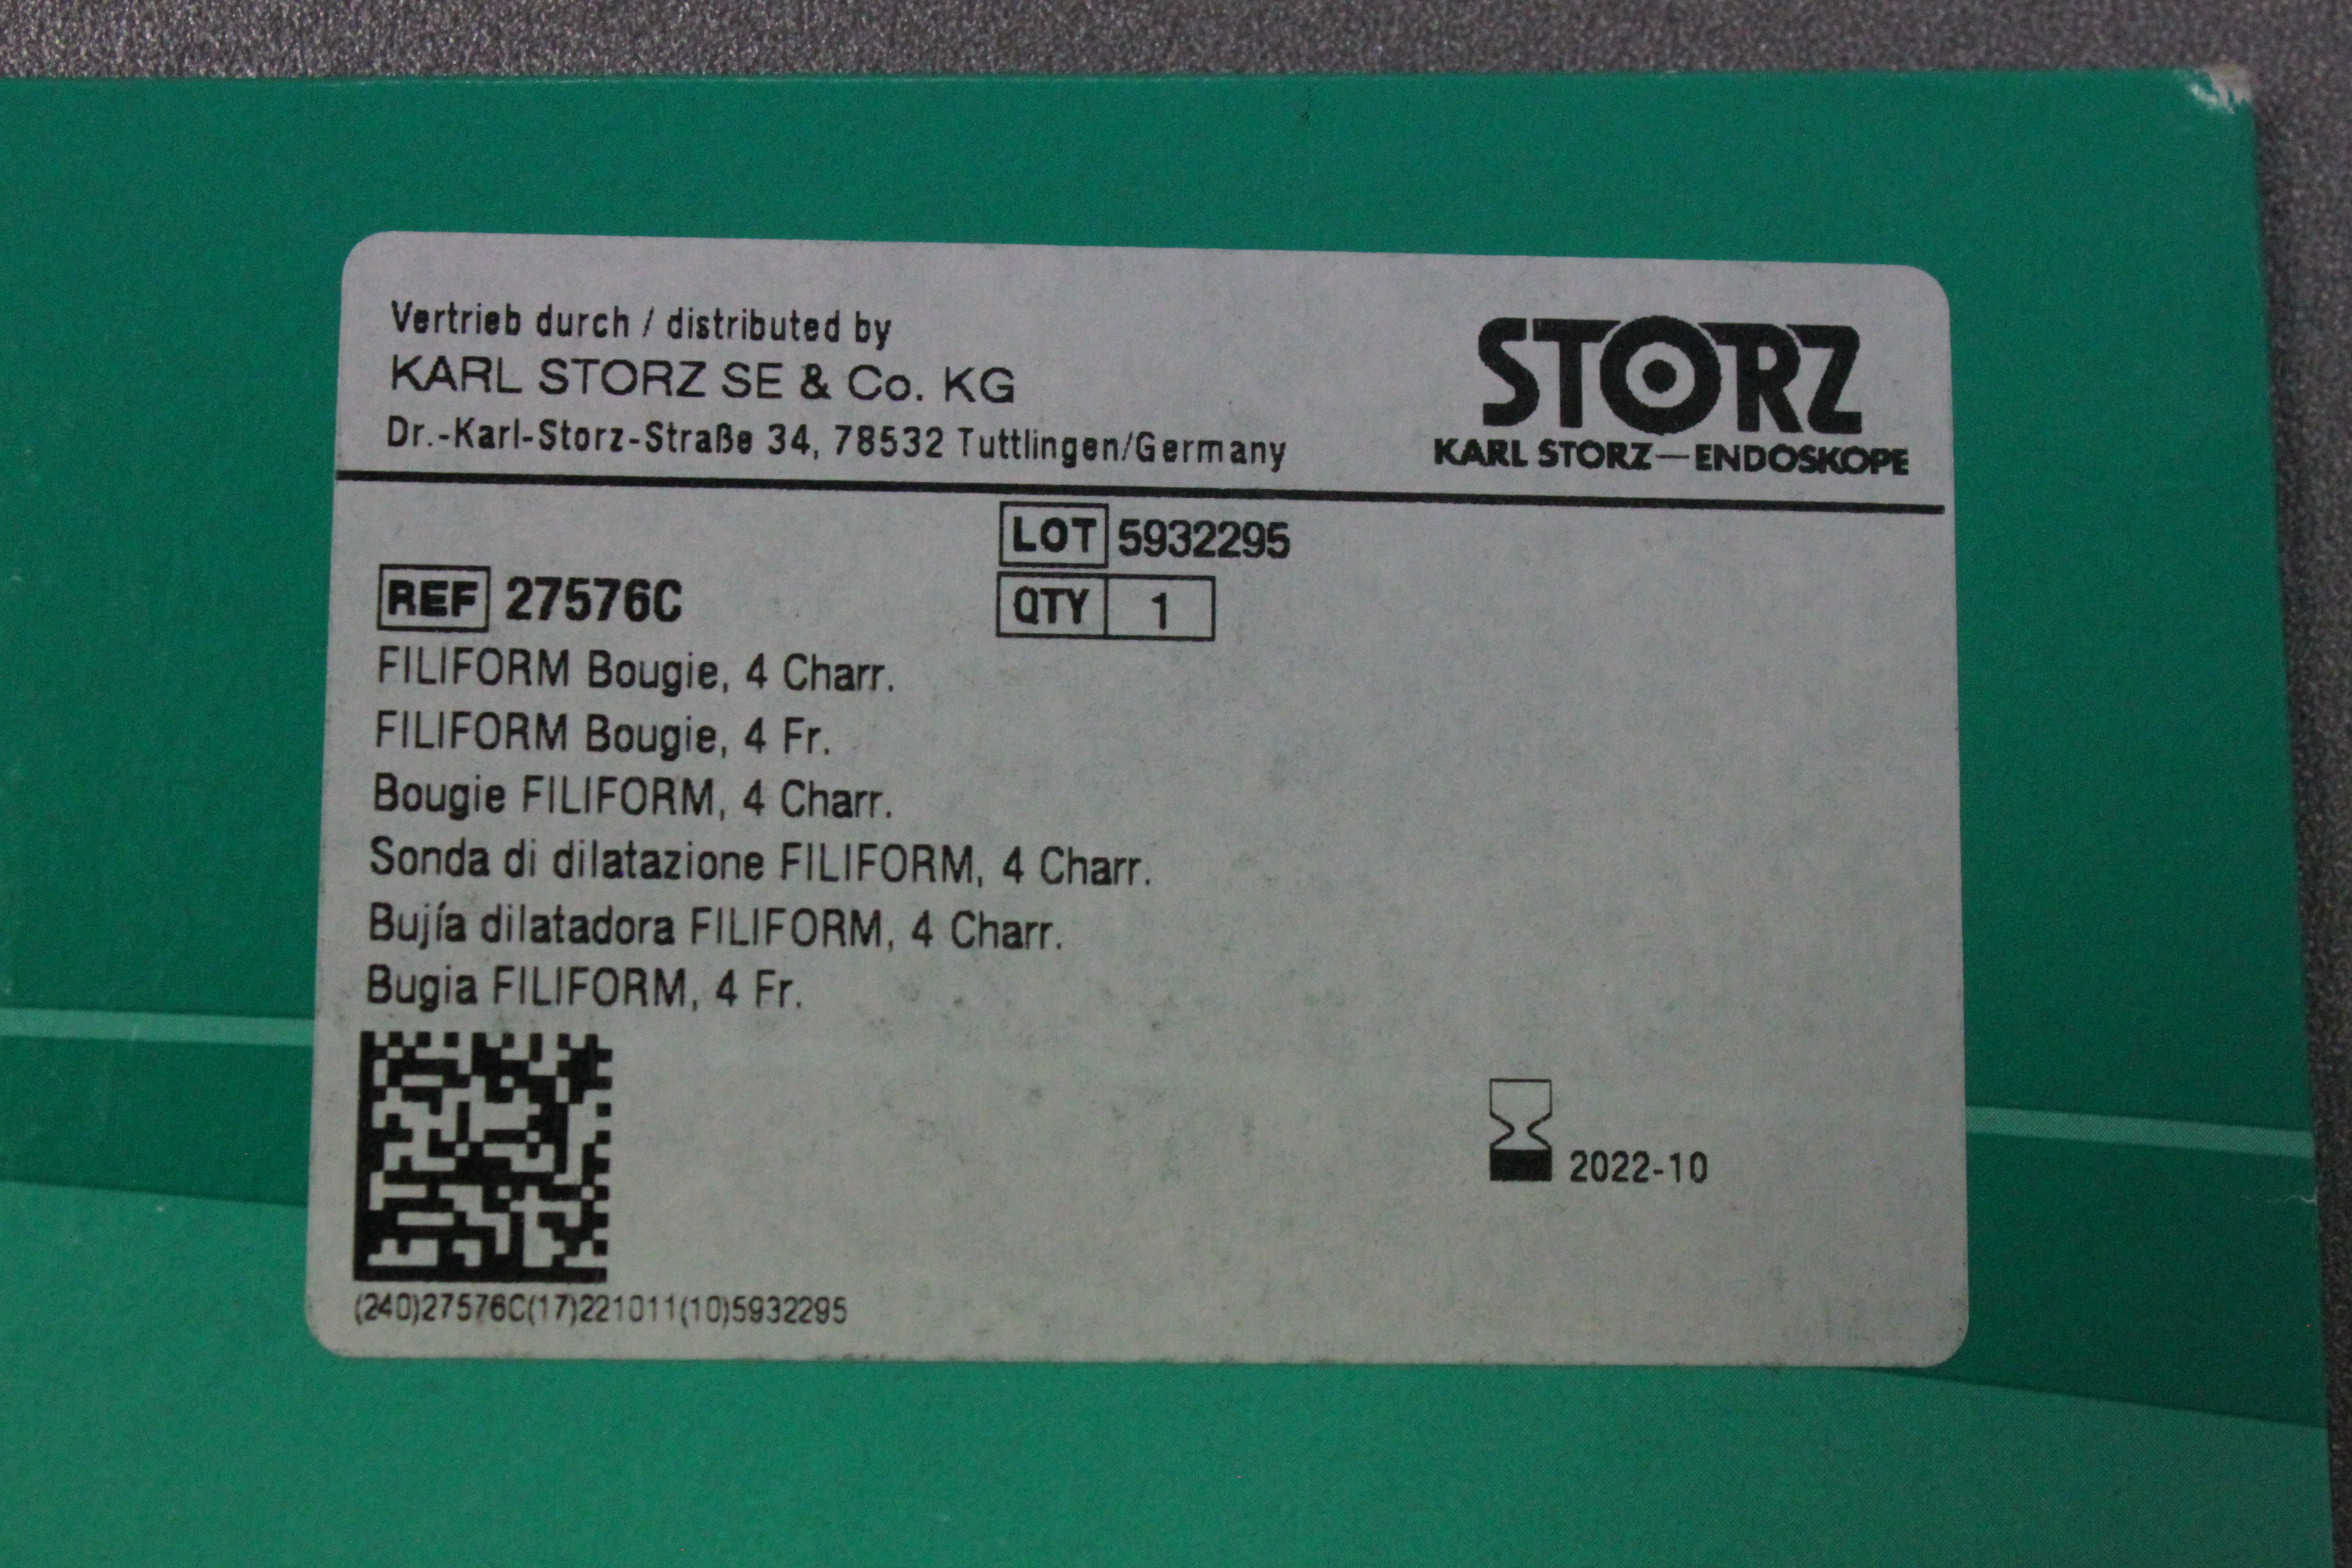 Vertrieb durch / distributed by
KARL STORZ SE & Co. KG
Dr.-Karl-Storz-Straße 34, 78532 Tuttlingen/Germany
STORZ
KARL STORZ—ENDOSKOPE
LOT 5932295
REF 27576C
QTY 1
FILIFORM Bougie, 4 Charr.
FILIFORM Bougie, 4 Fr.
Bougie FILIFORM, 4 Charr.
Sonda di dilatazione FILIFORM, 4 Charr.
Bujía dilatadora FILIFORM, 4 Charr.
Bugia FILIFORM, 4 Fr.
2022-10
(240)27576C(17)221011(10)5932295